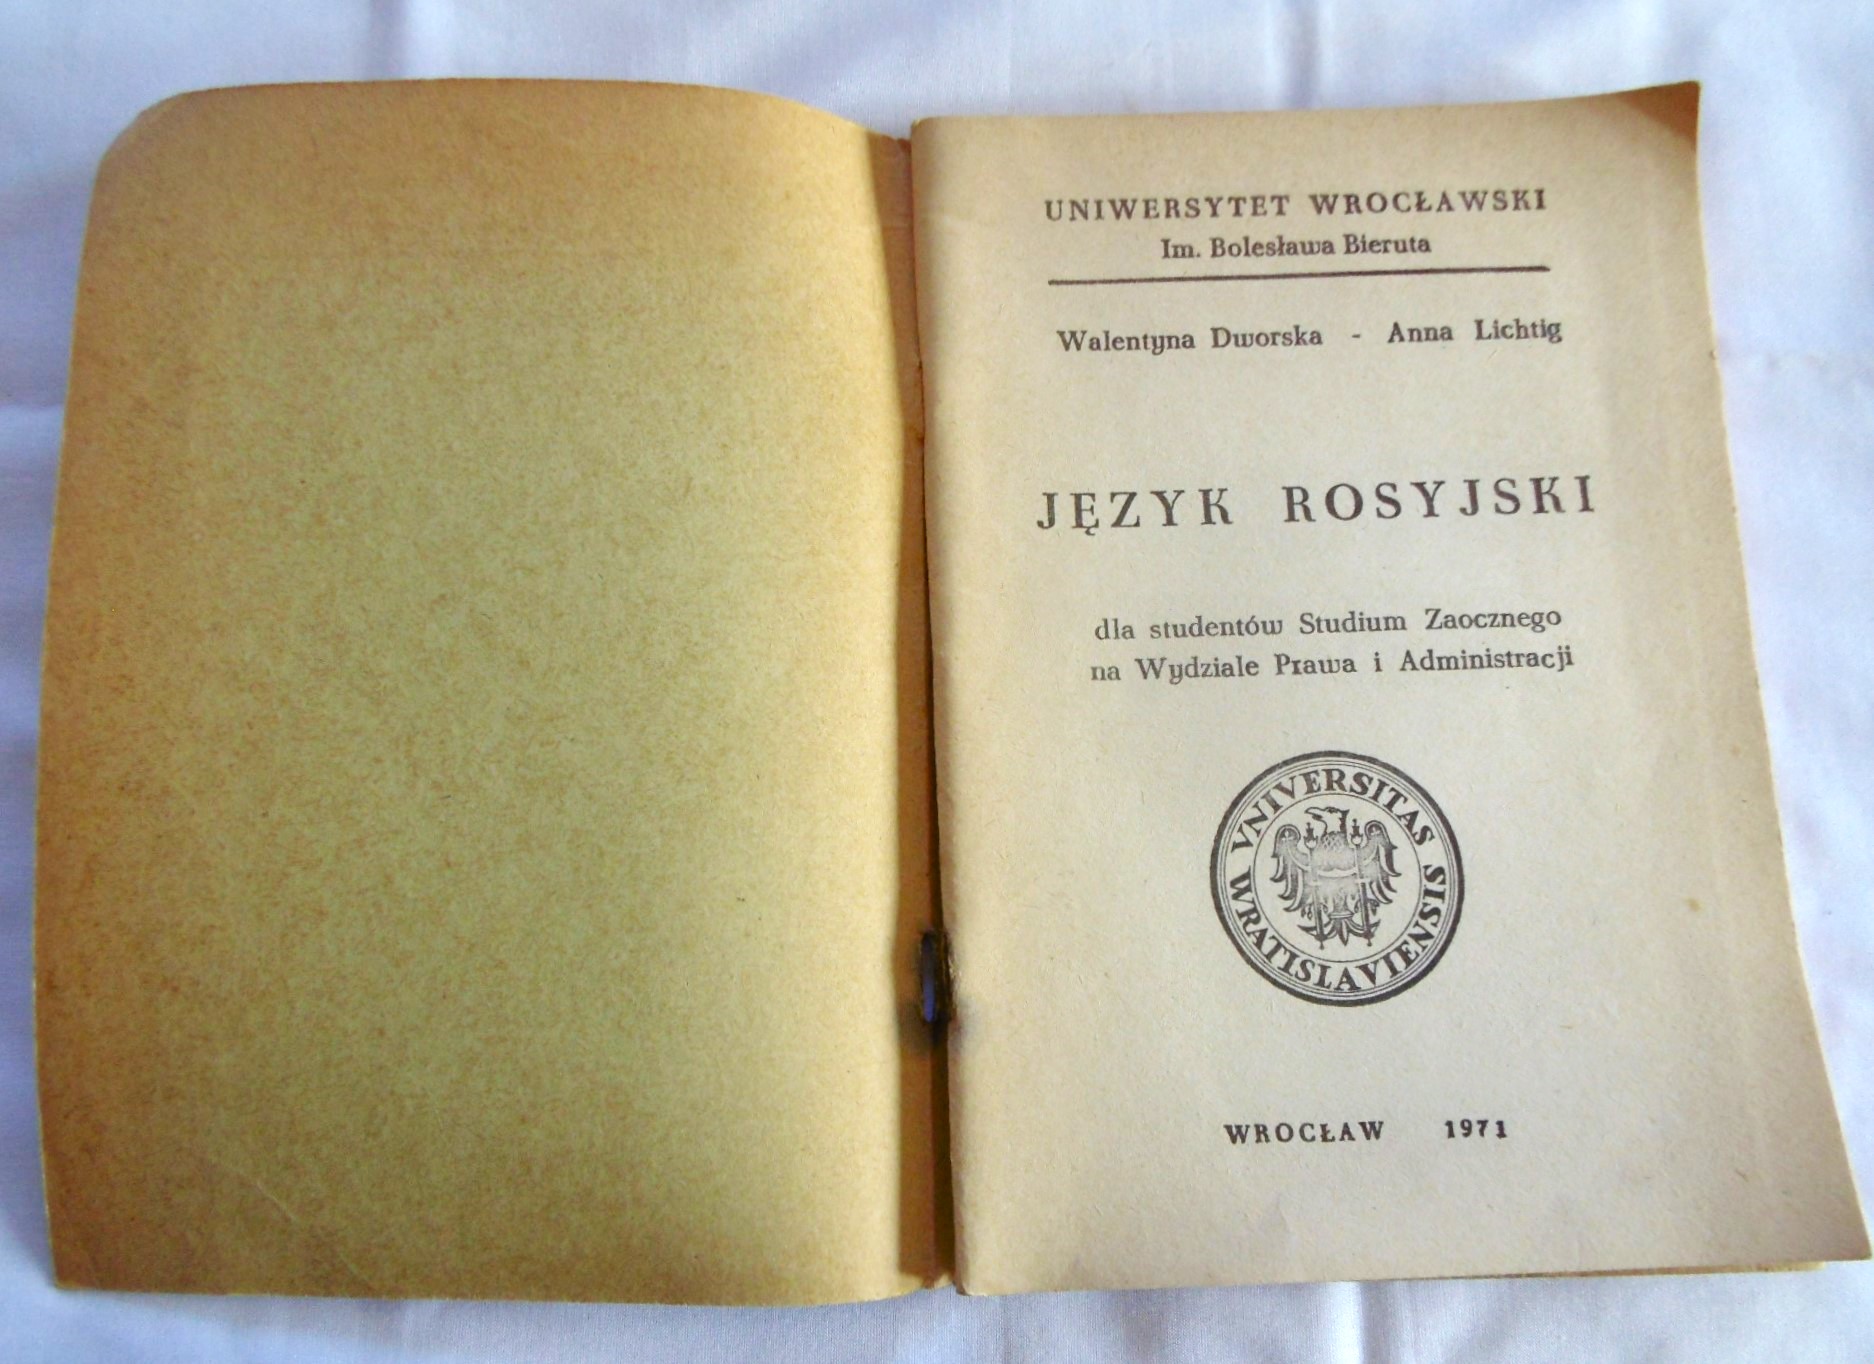 UNIWERSYTET WROCŁAWSKI
Im. Bolesława Bieruta
Walentyna Dworska - Anna Lichtig
JĘZYK ROSYJSKI
dla studentów Studium Zaocznego
na Wydziale Prawa i Administracji
VNIVERSITAS
WRATISLAVIENSIS
WROCŁAW 1971